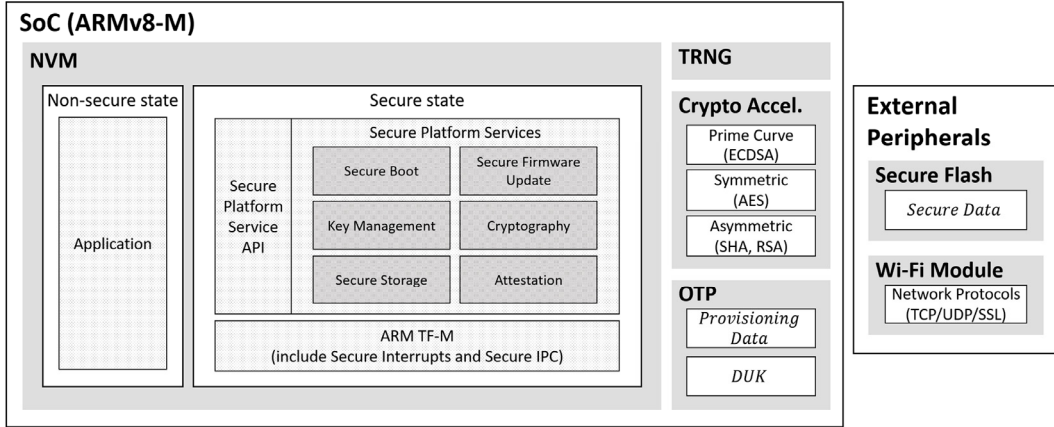 SoC (ARMv8-M)
NVM
Non-secure state
Application
Secure state
Secure
Platform
Service
API
Secure Platform Services
Secure Boot
Secure Firmware
Update
Key Management
Cryptography
Secure Storage
Attestation
ARM TF-M
(include Secure Interrupts and Secure IPC)
TRNG
Crypto Accel.
Prime Curve
(ECDSA)
Symmetric
(AES)
Asymmetric
(SHA, RSA)
OTP
Provisioning
Data
DUK
External
Peripherals
Secure Flash
Secure Data
Wi-Fi Module
Network Protocols
(TCP/UDP/SSL)